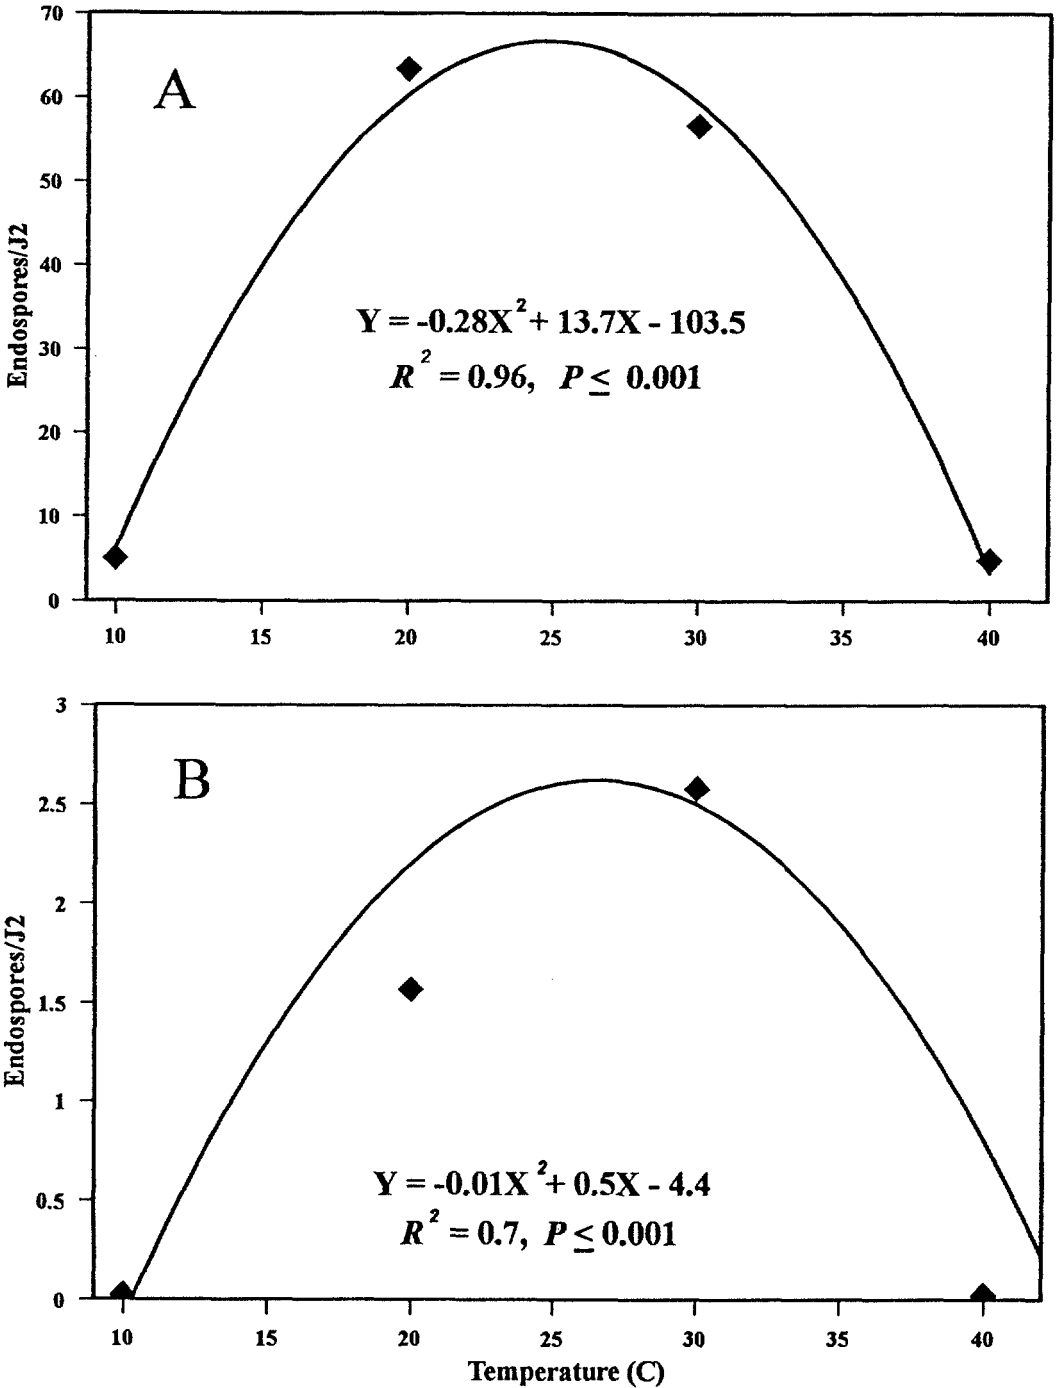 70
60
50
40
30
20
10
0
Endospores/J2
A
Y = -0.28X² + 13.7X - 103.5
R² = 0.96, P ≤ 0.001
10 15 20 25 30 35 40
3
2.5
2
1.5
1
0.5
0
Endospores/J2
B
Y = -0.01X² + 0.5X - 4.4
R² = 0.7, P ≤ 0.001
10 15 20 25 30 35 40
Temperature (C)